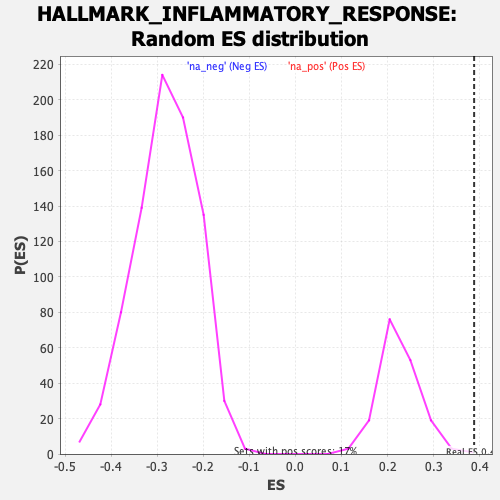 HALLMARK_INFLAMMATORY_RESPONSE:
Random ES distribution
'na_neg' (Neg ES) 'na_pos' (Pos ES)
220
200
180
160
140
120
100
80
60
40
20
0
P(ES)
Sets with pos scores: 17%
Real ES 0.4
-0.5 -0.4 -0.3 -0.2 -0.1 0.0 0.1 0.2 0.3 0.4
ES